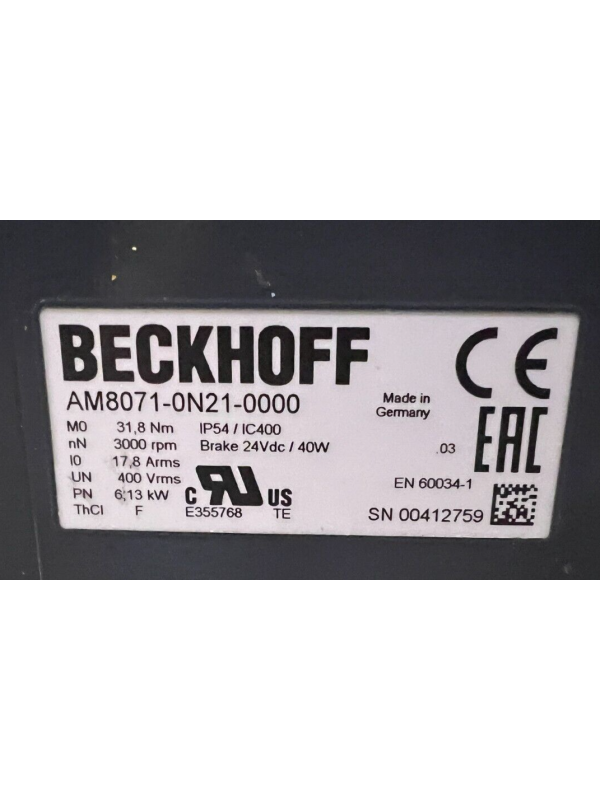 BECKHOFF
CE
AM8071-0N21-0000
Made in
Germany
M0 31,8 Nm IP54 / IC400
nN 3000 rpm Brake 24Vdc / 40W
.03
EAC
I0 17,8 Arms
UN 400 Vrms
PN 6,13 kW
ThCl F
C RU US
E355768 TE
EN 60034-1
SN 00412759